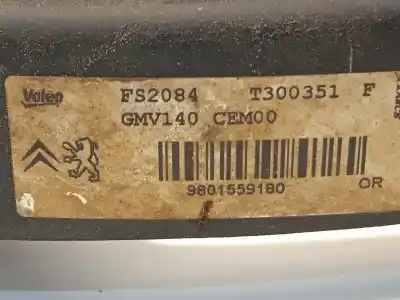 Valeo FS2084 T300351 F
GMV140 CEM00
9801559180 OR